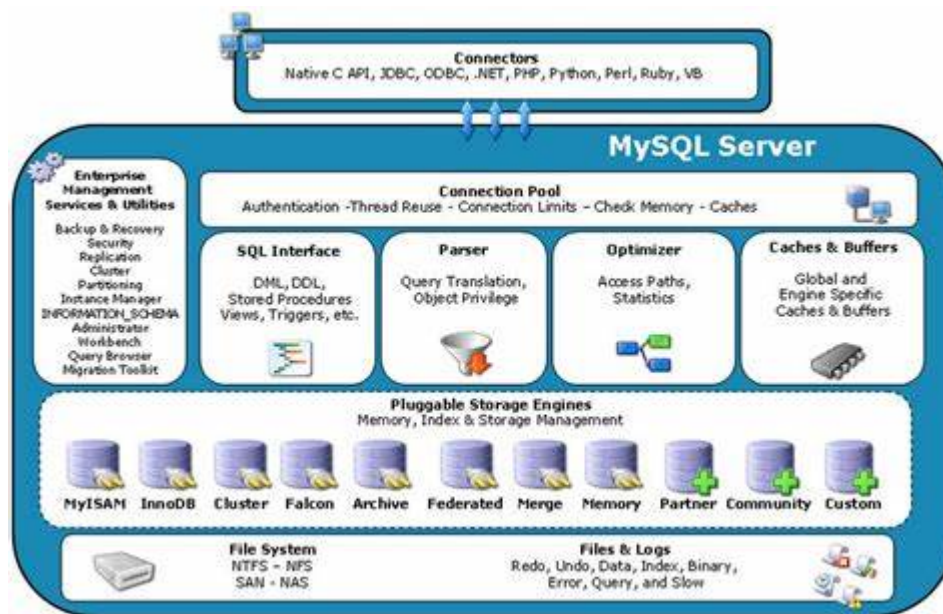 Connectors
Native C API, JDBC, ODBC, .NET, PHP, Python, Perl, Ruby, VB
MySQL Server
Enterprise
Management
Services & Utilities
Backup & Recovery
Security
Replication
Cluster
Partitioning
Instance Manager
INFORMATION_SCHEMA
Administrator
Workbench
Query Browser
Migration Toolkit
Connection Pool
Authentication -Thread Reuse - Connection Limits – Check Memory - Caches
SQL Interface
DML, DDL,
Stored Procedures
Views, Triggers, etc.
Parser
Query Translation,
Object Privilege
Optimizer
Access Paths,
Statistics
Caches & Buffers
Global and
Engine Specific
Caches & Buffers
Pluggable Storage Engines
Memory, Index & Storage Management
MyISAM
InnoDB
Cluster
Falcon
Archive
Federated
Merge
Memory
Partner
Community
Custom
File System
NTFS – NFS
SAN - NAS
Files & Logs
Redo, Undo, Data, Index, Binary,
Error, Query, and Slow